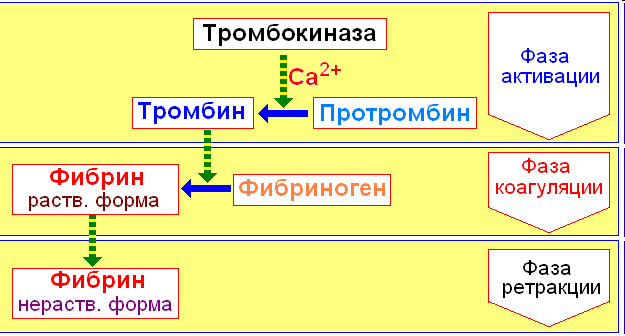 Тромбокиназа
Ca2+
Фаза
активации
Тромбин
Протромбин
Фибрин
раств. форма
Фибриноген
Фаза
коагуляции
Фибрин
нераств. форма
Фаза
ретракции